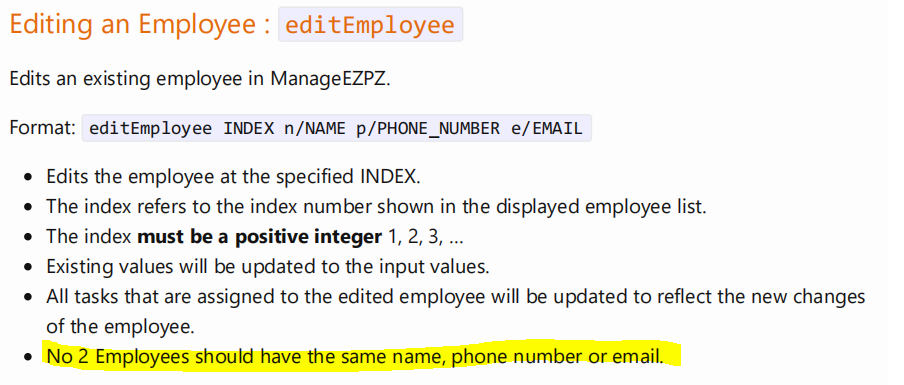 Editing an Employee : editEmployee
Edits an existing employee in ManageEZPZ.
Format: editEmployee INDEX n/NAME p/PHONE_NUMBER e/EMAIL
• Edits the employee at the specified INDEX.
• The index refers to the index number shown in the displayed employee list.
• The index must be a positive integer 1, 2, 3, …
• Existing values will be updated to the input values.
• All tasks that are assigned to the edited employee will be updated to reflect the new changes
of the employee.
• No 2 Employees should have the same name, phone number or email.